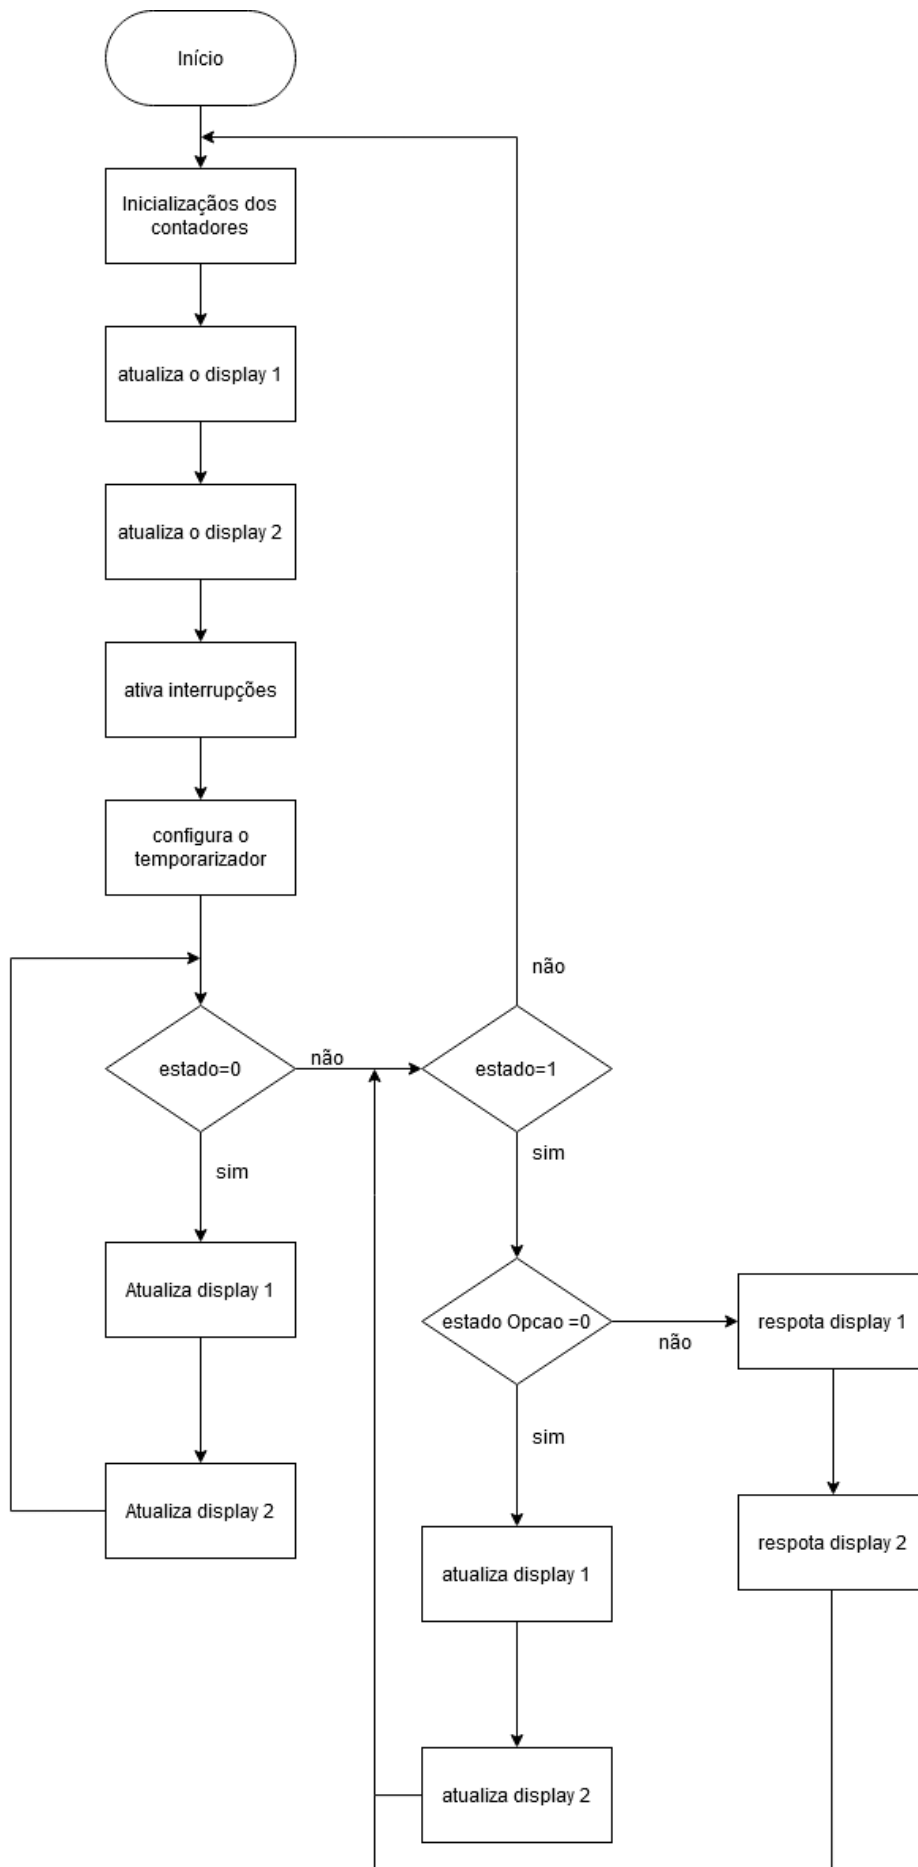 Início
Inicializaçãos dos
contadores
atualiza o display 1
atualiza o display 2
ativa interrupções
configura o
temporarizador
não
estado=0
não
estado=1
sim
sim
Atualiza display 1
estado Opcao =0
não
respota display 1
sim
Atualiza display 2
respota display 2
atualiza display 1
atualiza display 2